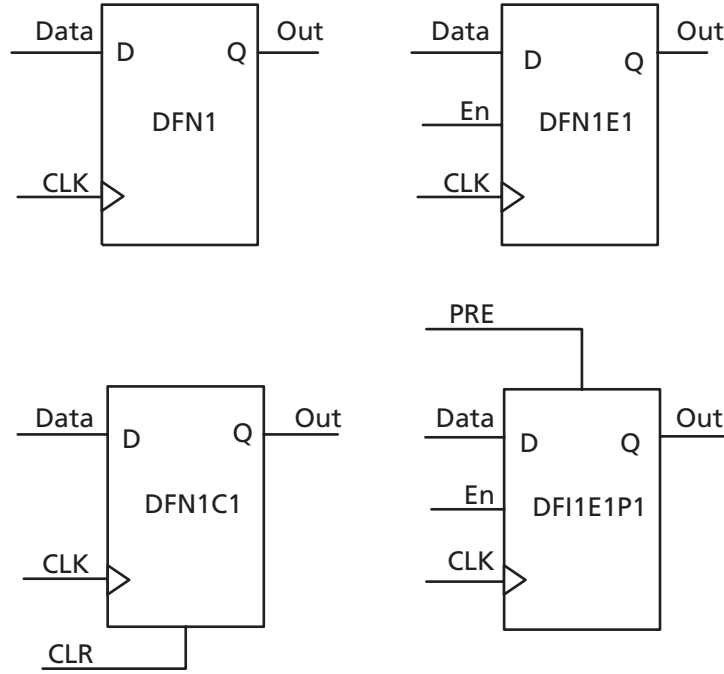 Data
D
Q
Out
DFN1
CLK
Data
D
Q
Out
En
DFN1E1
CLK
Data
D
Q
Out
DFN1C1
CLK
CLR
PRE
Data
D
Q
Out
En
DFI1E1P1
CLK